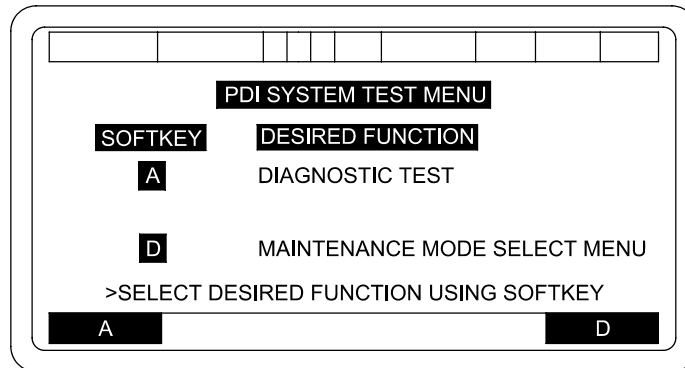 PDI SYSTEM TEST MENU
SOFTKEY DESIRED FUNCTION
A DIAGNOSTIC TEST
D MAINTENANCE MODE SELECT MENU
>SELECT DESIRED FUNCTION USING SOFTKEY
A D